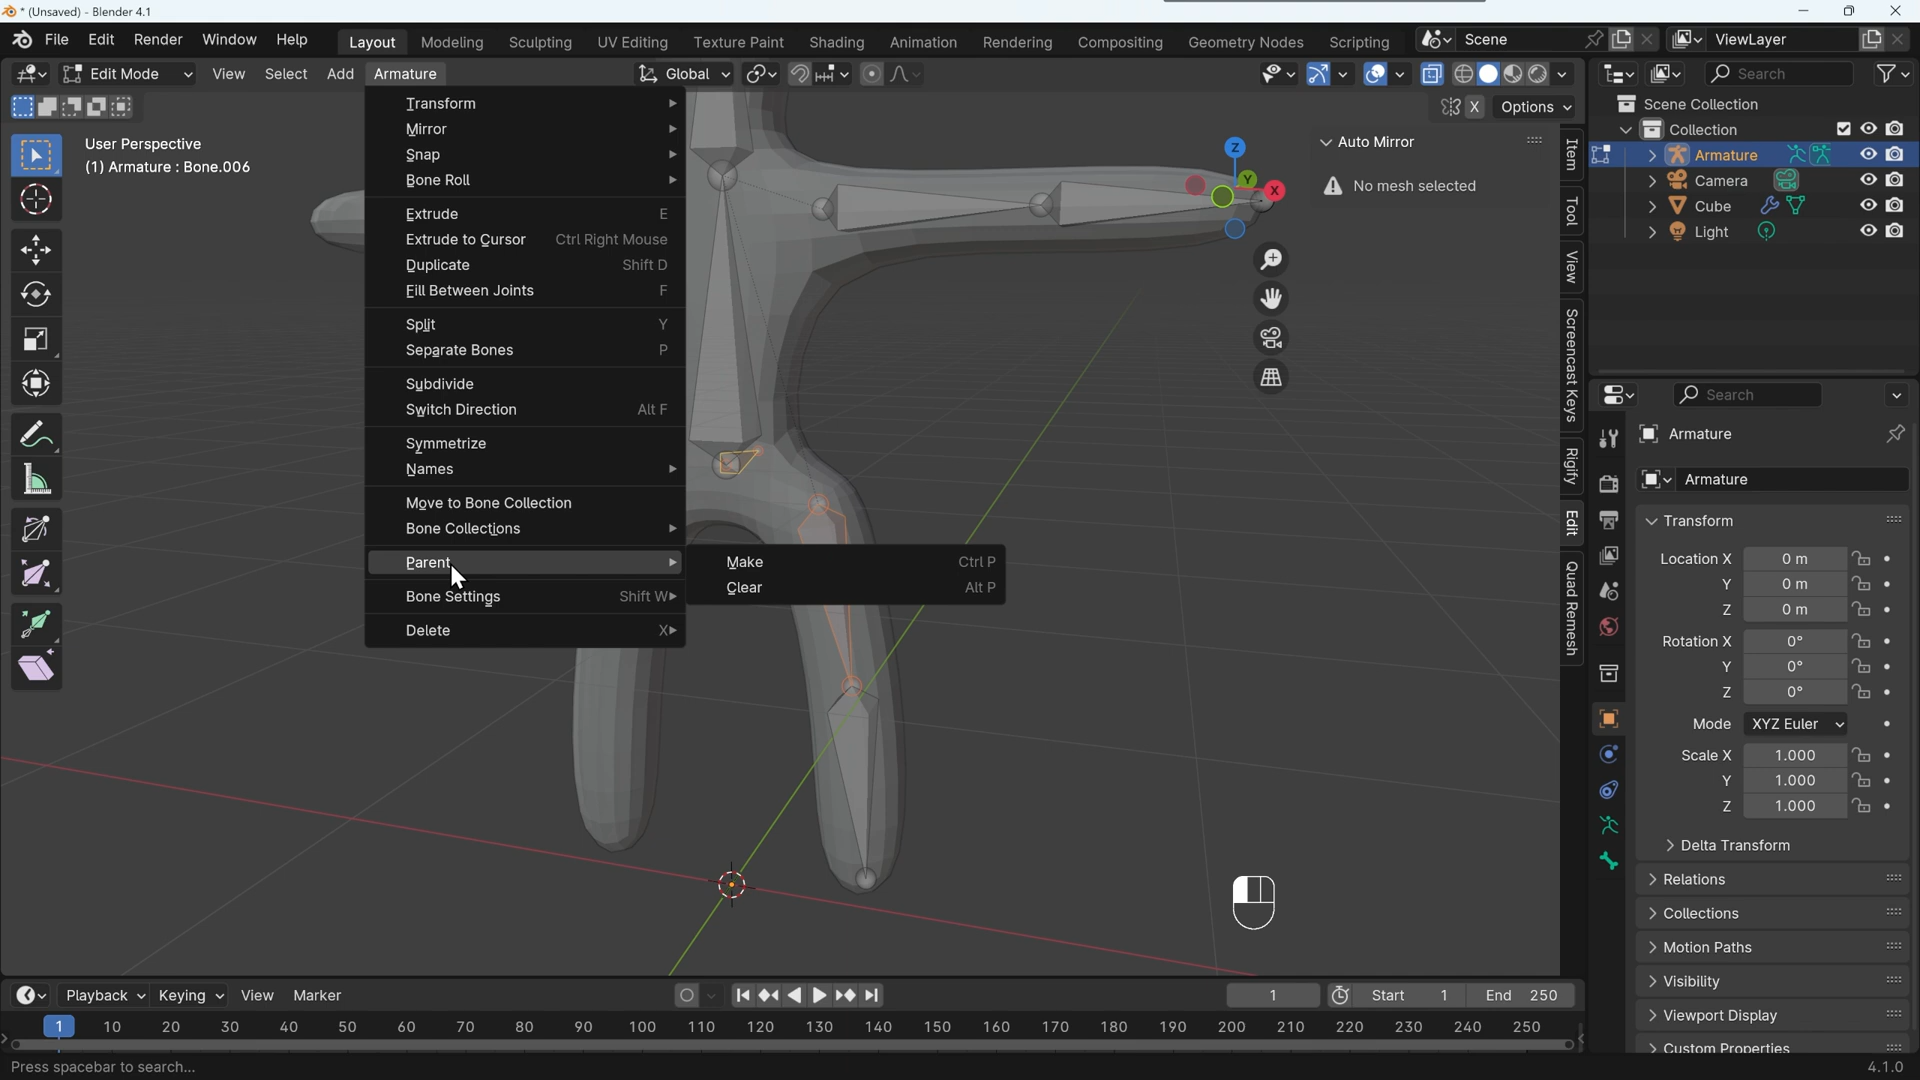 * (Unsaved) - Blender 4.1
File Edit Render Window Help
Layout Modeling Sculpting UV Editing Texture Paint Shading Animation Rendering Compositing Geometry Nodes Scripting
Scene
ViewLayer
Edit Mode View Select Add Armature
Global
Search
X
Options
User Perspective
(1) Armature : Bone.006
Transform
Mirror
Snap
Bone Roll
Extrude E
Extrude to Cursor Ctrl Right Mouse
Duplicate Shift D
Fill Between Joints F
Split Y
Separate Bones P
Subdivide
Switch Direction Alt F
Symmetrize
Names
Move to Bone Collection
Bone Collections
Parent
Bone Settings Shift W
Delete X
Make Ctrl P
Clear Alt P
Auto Mirror
No mesh selected
Z
Y
X
Item
Tool
View
Screencast Keys
Rigify
Edit
Quad Remesh
Scene Collection
Collection
Armature
Camera
Cube
Light
Search
Armature
Armature
Transform
Location X 0 m
Y 0 m
Z 0 m
Rotation X 0°
Y 0°
Z 0°
Mode XYZ Euler
Scale X 1.000
Y 1.000
Z 1.000
Delta Transform
Relations
Collections
Motion Paths
Visibility
Viewport Display
Custom Properties
Playback Keying View Marker
1
Start 1
End 250
1 10 20 30 40 50 60 70 80 90 100 110 120 130 140 150 160 170 180 190 200 210 220 230 240 250
Press spacebar to search...
4.1.0